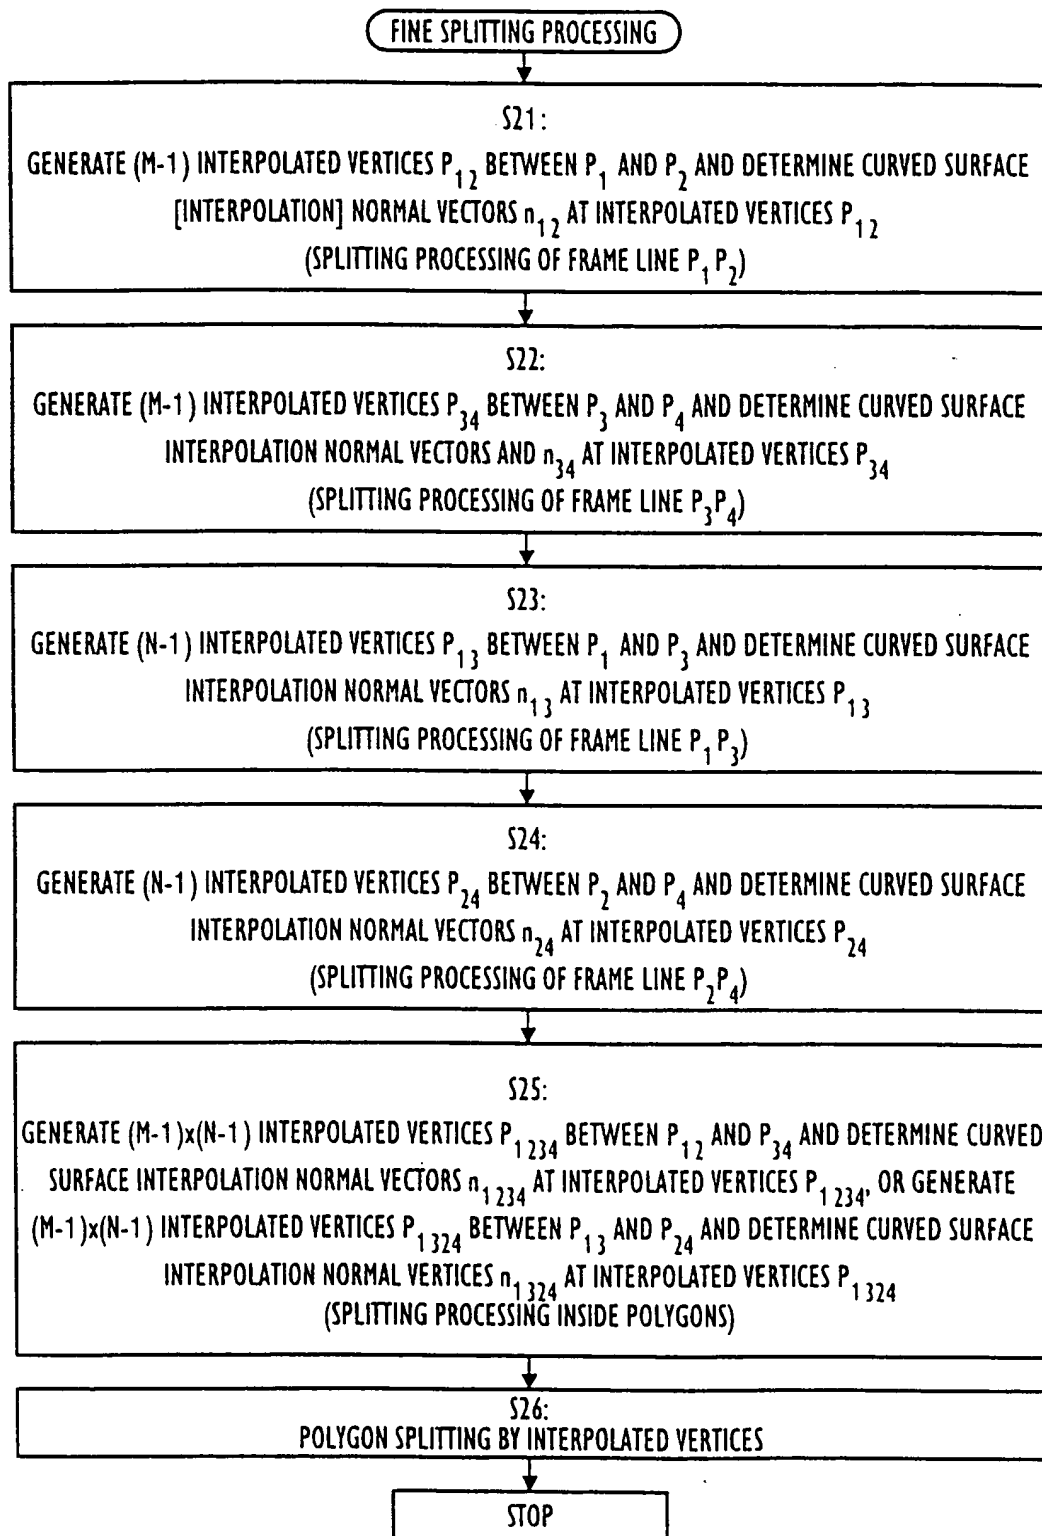 FINE SPLITTING PROCESSING
S21:
GENERATE (M-1) INTERPOLATED VERTICES P12 BETWEEN P1 AND P2 AND DETERMINE CURVED SURFACE
[INTERPOLATION] NORMAL VECTORS n12 AT INTERPOLATED VERTICES P12
(SPLITTING PROCESSING OF FRAME LINE P1P2)
S22:
GENERATE (M-1) INTERPOLATED VERTICES P34 BETWEEN P3 AND P4 AND DETERMINE CURVED SURFACE
INTERPOLATION NORMAL VECTORS AND n34 AT INTERPOLATED VERTICES P34
(SPLITTING PROCESSING OF FRAME LINE P3P4)
S23:
GENERATE (N-1) INTERPOLATED VERTICES P13 BETWEEN P1 AND P3 AND DETERMINE CURVED SURFACE
INTERPOLATION NORMAL VECTORS n13 AT INTERPOLATED VERTICES P13
(SPLITTING PROCESSING OF FRAME LINE P1P3)
S24:
GENERATE (N-1) INTERPOLATED VERTICES P24 BETWEEN P2 AND P4 AND DETERMINE CURVED SURFACE
INTERPOLATION NORMAL VECTORS n24 AT INTERPOLATED VERTICES P24
(SPLITTING PROCESSING OF FRAME LINE P2P4)
S25:
GENERATE (M-1)x(N-1) INTERPOLATED VERTICES P1234 BETWEEN P12 AND P34 AND DETERMINE CURVED
SURFACE INTERPOLATION NORMAL VECTORS n1234 AT INTERPOLATED VERTICES P1234, OR GENERATE
(M-1)x(N-1) INTERPOLATED VERTICES P1324 BETWEEN P13 AND P24 AND DETERMINE CURVED SURFACE
INTERPOLATION NORMAL VERTICES n1324 AT INTERPOLATED VERTICES P1324
(SPLITTING PROCESSING INSIDE POLYGONS)
S26:
POLYGON SPLITTING BY INTERPOLATED VERTICES
STOP